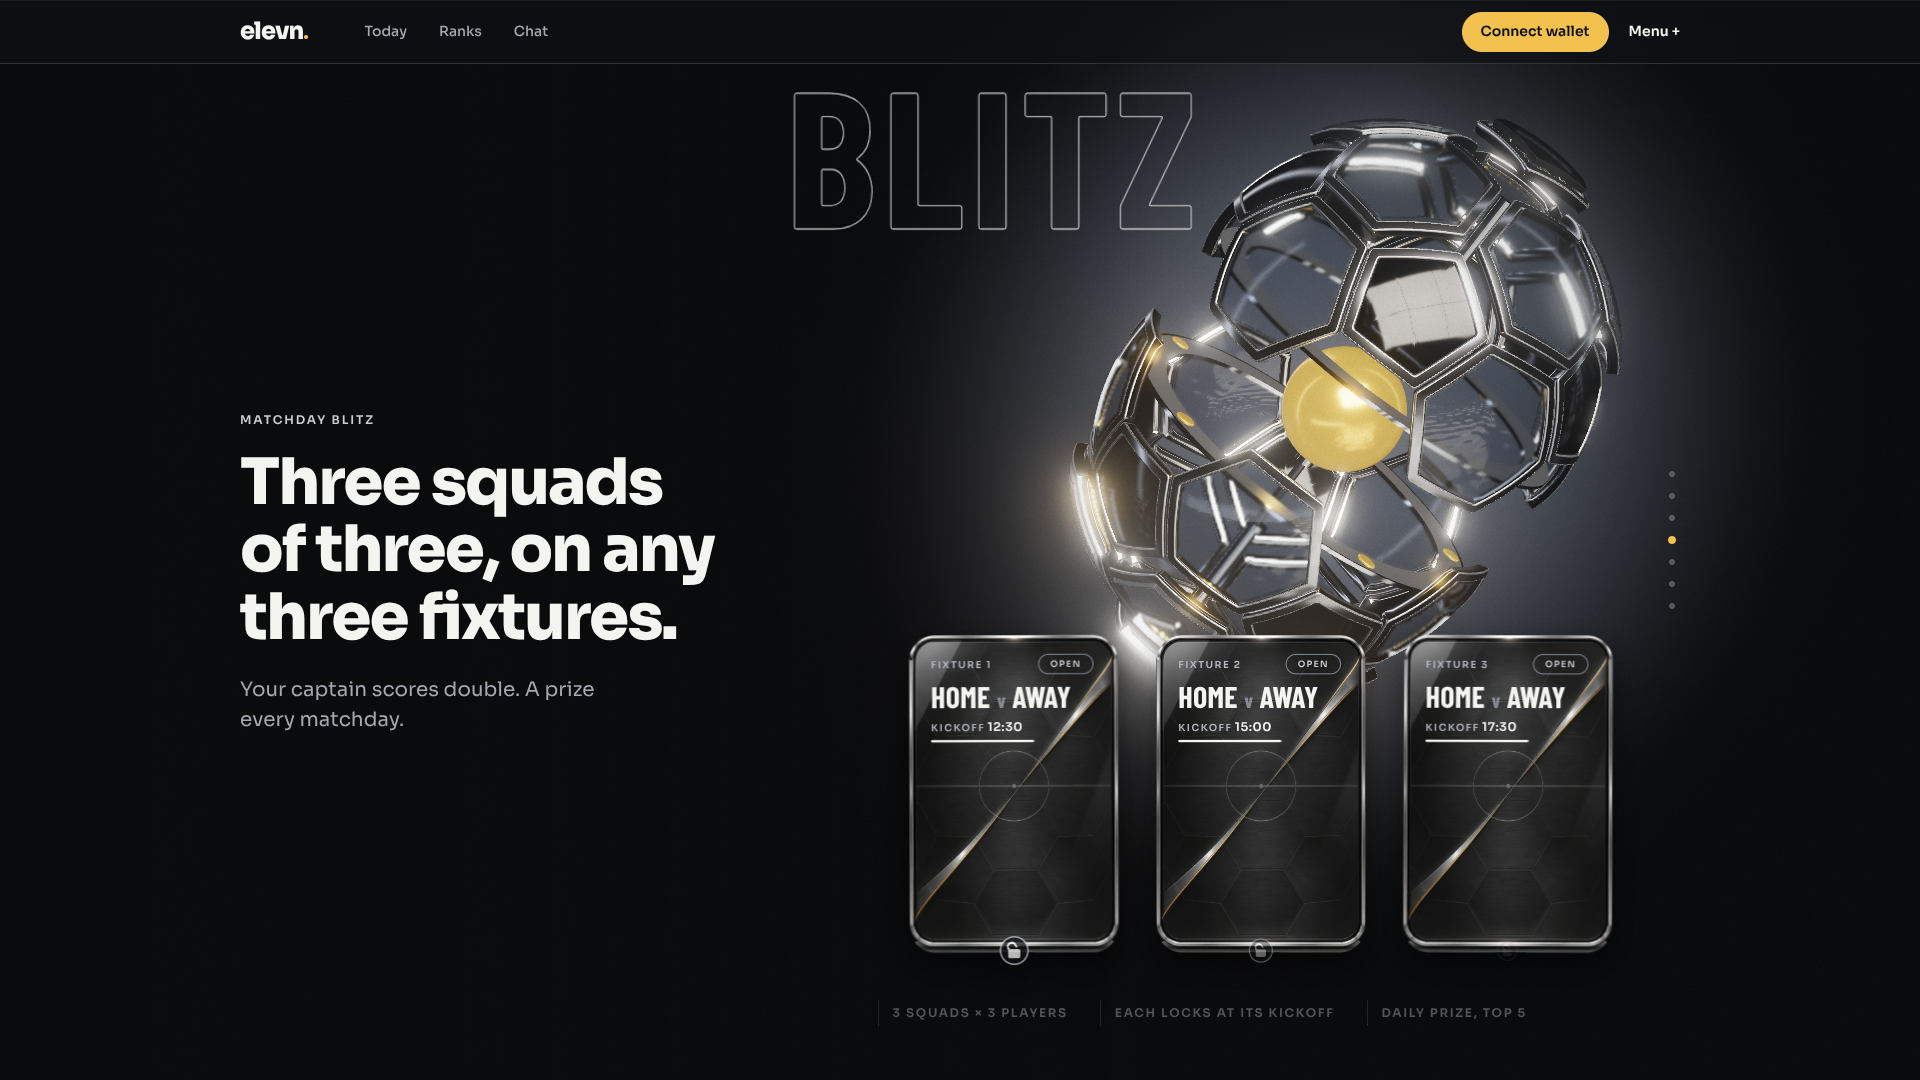 elevn.
Today
Ranks
Chat
Connect wallet
Menu +
BLITZ
MATCHDAY BLITZ
Three squads
of three, on any
three fixtures.
Your captain scores double. A prize
every matchday.
FIXTURE 1
OPEN
HOME v AWAY
KICKOFF 12:30
FIXTURE 2
OPEN
HOME v AWAY
KICKOFF 15:00
FIXTURE 3
OPEN
HOME v AWAY
KICKOFF 17:30
3 SQUADS × 3 PLAYERS
EACH LOCKS AT ITS KICKOFF
DAILY PRIZE, TOP 5